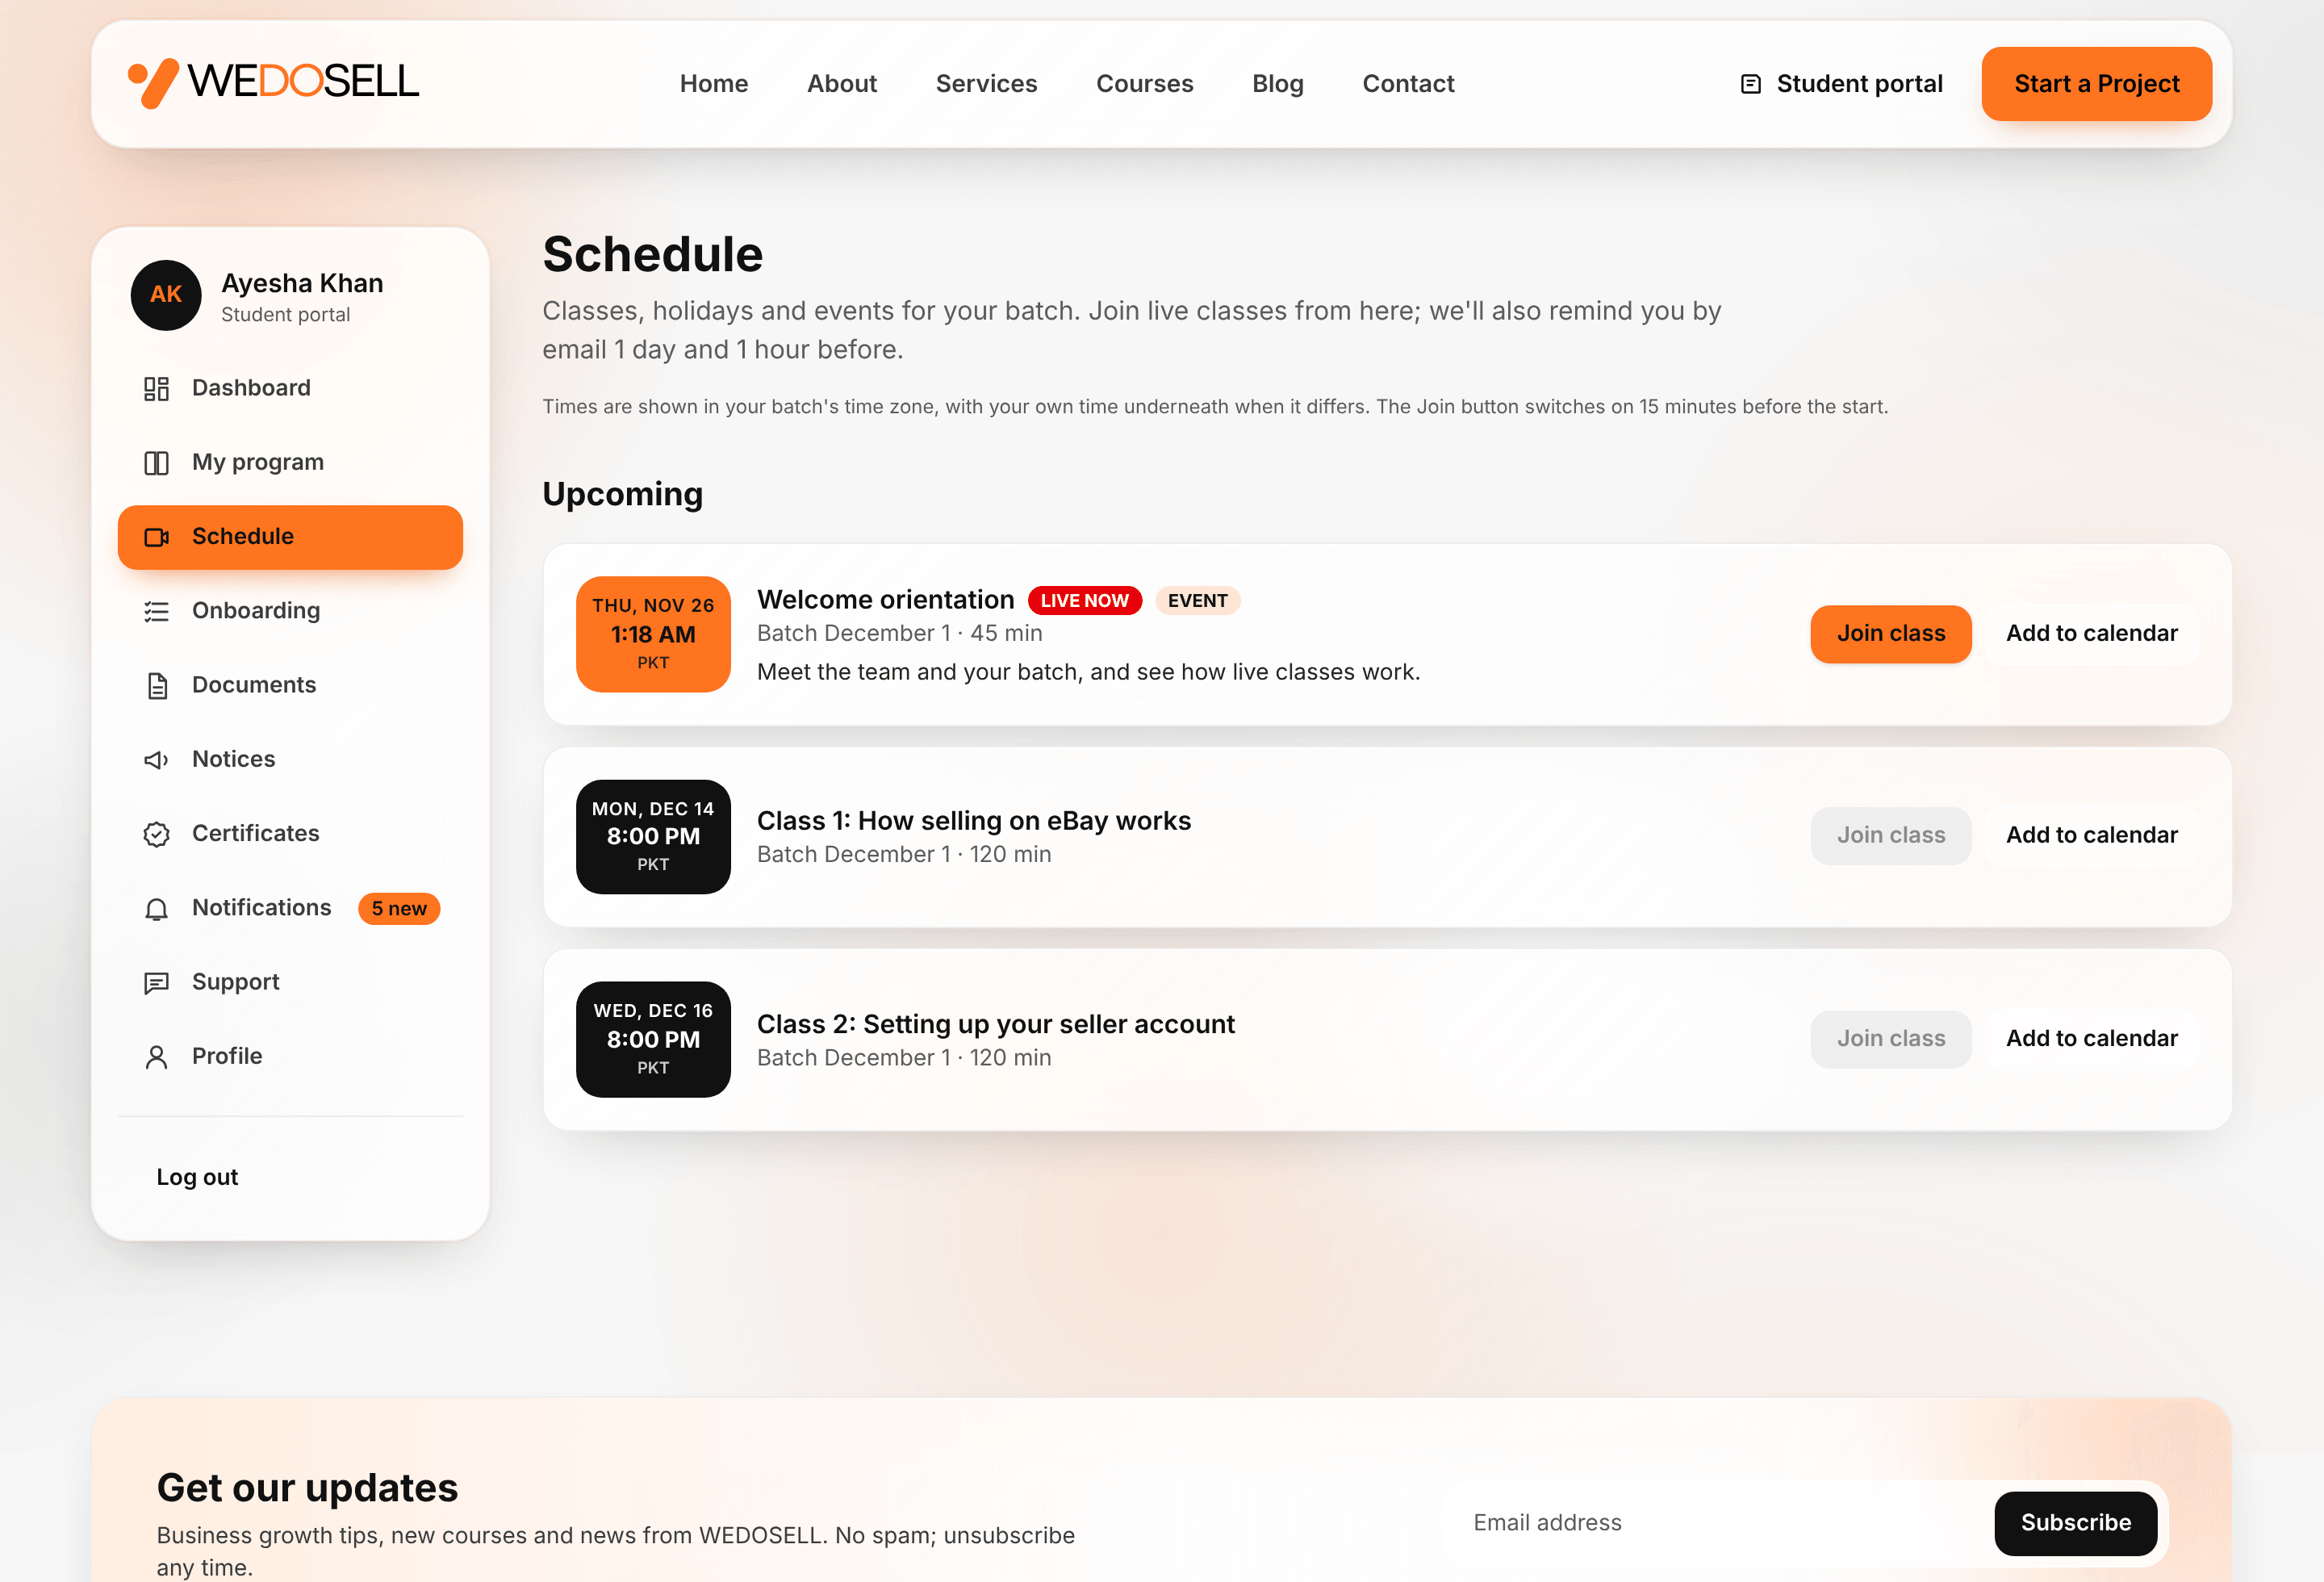 WEDOSELL
Home
About
Services
Courses
Blog
Contact
Student portal
Start a Project
AK
Ayesha Khan
Student portal
Dashboard
My program
Schedule
Onboarding
Documents
Notices
Certificates
Notifications
5 new
Support
Profile
Log out
Schedule
Classes, holidays and events for your batch. Join live classes from here; we'll also remind you by
email 1 day and 1 hour before.
Times are shown in your batch's time zone, with your own time underneath when it differs. The Join button switches on 15 minutes before the start.
Upcoming
THU, NOV 26
1:18 AM
PKT
Welcome orientation
LIVE NOW
EVENT
Batch December 1 · 45 min
Meet the team and your batch, and see how live classes work.
Join class
Add to calendar
MON, DEC 14
8:00 PM
PKT
Class 1: How selling on eBay works
Batch December 1 · 120 min
Join class
Add to calendar
WED, DEC 16
8:00 PM
PKT
Class 2: Setting up your seller account
Batch December 1 · 120 min
Join class
Add to calendar
Get our updates
Business growth tips, new courses and news from WEDOSELL. No spam; unsubscribe
any time.
Email address
Subscribe